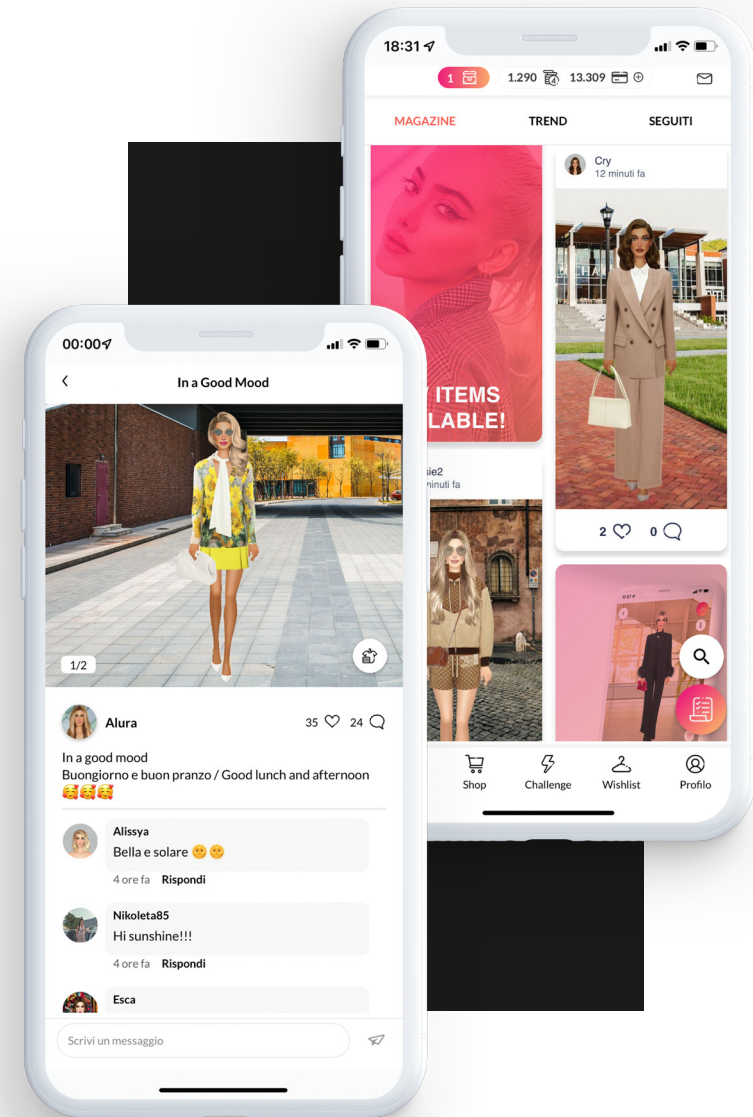 18:31
1
1.290
13.309
MAGAZINE
TREND
SEGUITI
Cry
12 minuti fa
ITEMS
LABLE!
2
0
sie2
minuti fa
Shop
Challenge
Wishlist
Profilo
00:00
In a Good Mood
1/2
Alura
35
24
In a good mood
Buongiorno e buon pranzo / Good lunch and afternoon
🥰🥰🥰
Alissya
Bella e solare 🌞🌞
4 ore fa Rispondi
Nikoleta85
Hi sunshine!!!
4 ore fa Rispondi
Esca
Scrivi un messaggio